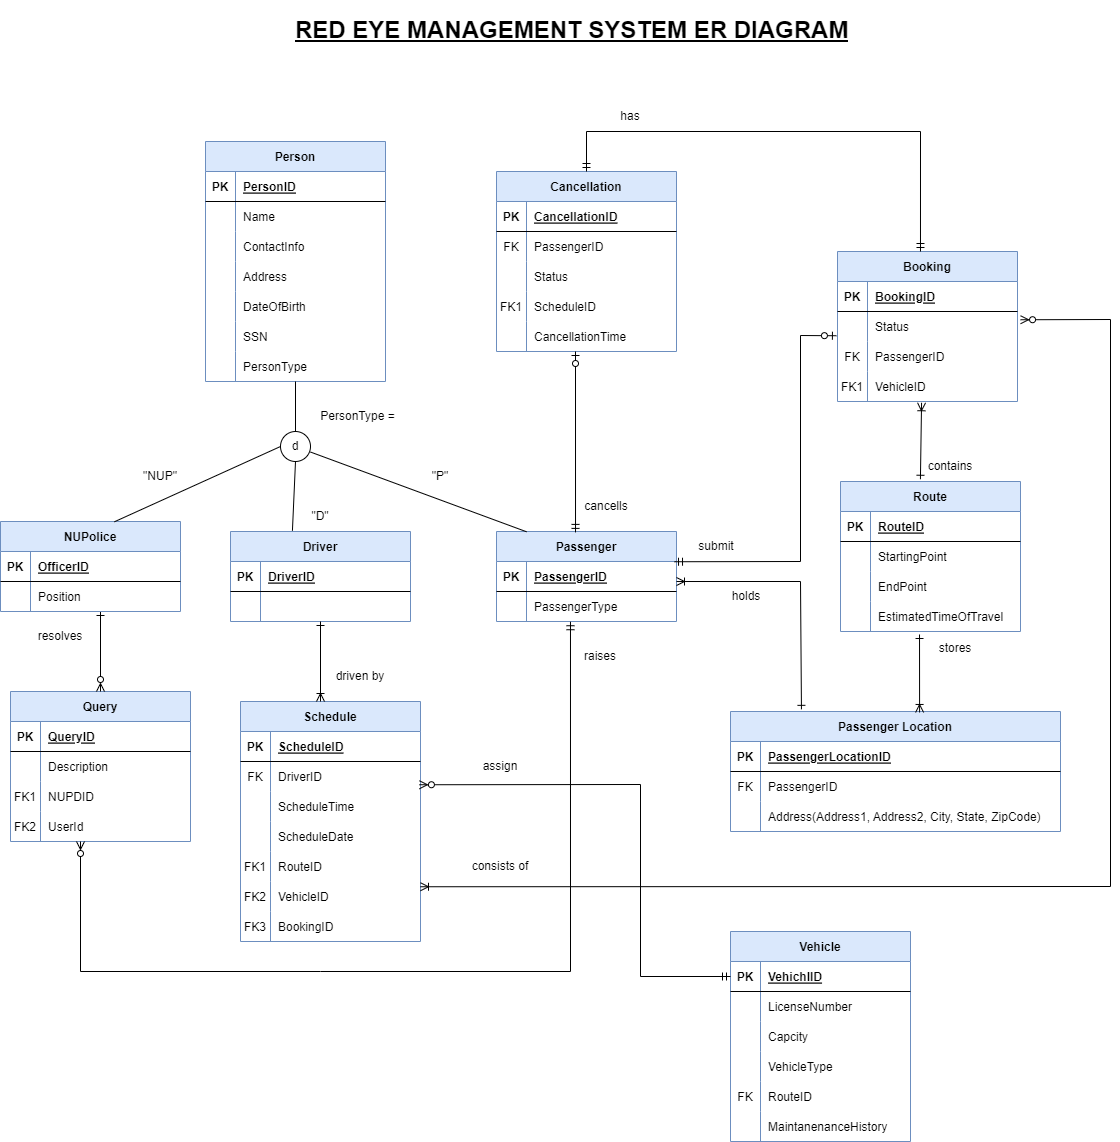 RED EYE MANAGEMENT SYSTEM ER DIAGRAM
has
Person
PK PersonID
Name
ContactInfo
Address
DateOfBirth
SSN
PersonType
Cancellation
PK CancellationID
FK PassengerID
Status
FK1 ScheduleID
CancellationTime
Booking
PK BookingID
Status
FK PassengerID
FK1 VehicleID
PersonType =
d
"NUP"
"D"
"P"
cancells
contains
NUPolice
PK OfficerID
Position
Driver
PK DriverID
Passenger
PK PassengerID
PassengerType
submit
holds
Route
PK RouteID
StartingPoint
EndPoint
EstimatedTimeOfTravel
resolves
driven by
raises
stores
Query
PK QueryID
Description
FK1 NUPDID
FK2 UserId
Schedule
PK ScheduleID
FK DriverID
ScheduleTime
ScheduleDate
FK1 RouteID
FK2 VehicleID
FK3 BookingID
assign
consists of
Passenger Location
PK PassengerLocationID
FK PassengerID
Address(Address1, Address2, City, State, ZipCode)
Vehicle
PK VehichlID
LicenseNumber
Capcity
VehicleType
FK RouteID
MaintanenanceHistory